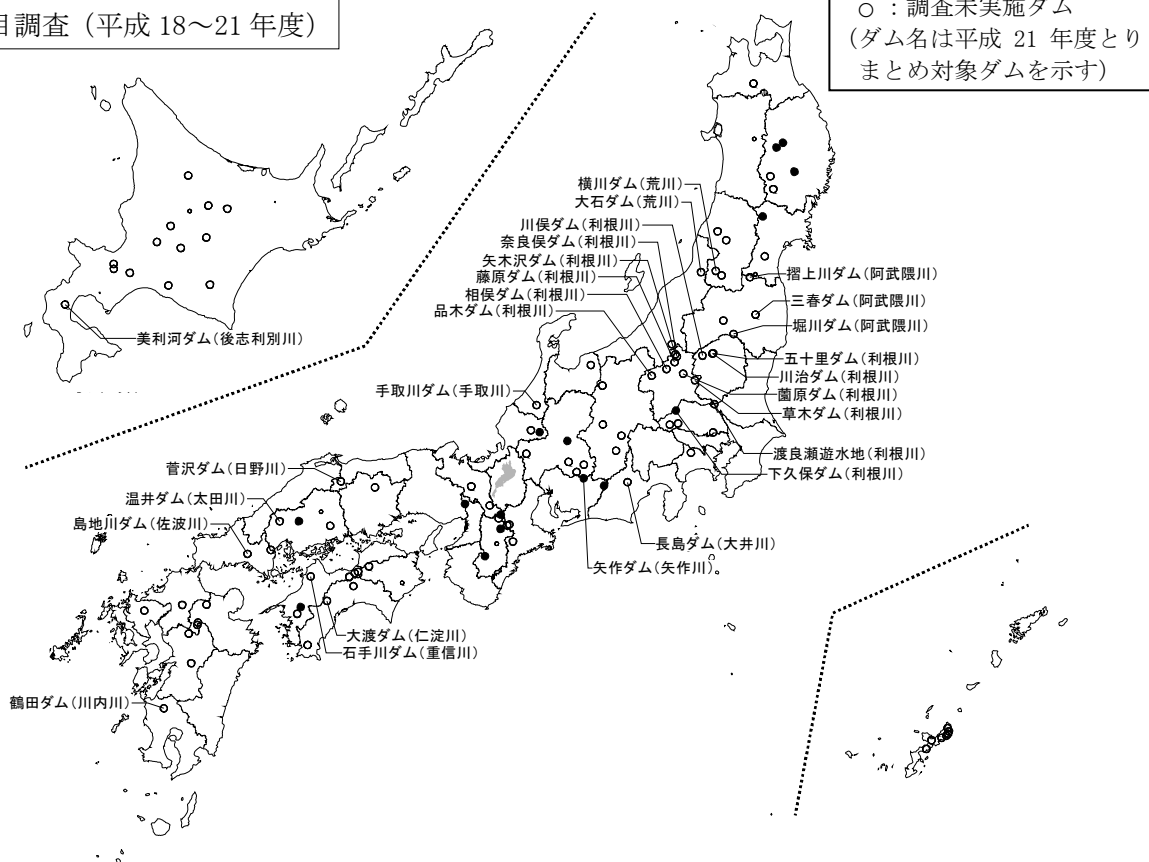 目調査（平成 18～21 年度）
○ ：調査未実施ダム
（ダム名は平成 21 年度とり
まとめ対象ダムを示す）
横川ダム（荒川）
大石ダム（荒川）
川俣ダム（利根川）
奈良俣ダム（利根川）
矢木沢ダム（利根川）
藤原ダム（利根川）
相俣ダム（利根川）
品木ダム（利根川）
摺上川ダム（阿武隈川）
三春ダム（阿武隈川）
堀川ダム（阿武隈川）
美利河ダム（後志利別川）
五十里ダム（利根川）
川治ダム（利根川）
薗原ダム（利根川）
草木ダム（利根川）
手取川ダム（手取川）
渡良瀬遊水地（利根川）
下久保ダム（利根川）
菅沢ダム（日野川）
温井ダム（太田川）
島地川ダム（佐波川）
長島ダム（大井川）
矢作ダム（矢作川）
大渡ダム（仁淀川）
石手川ダム（重信川）
鶴田ダム（川内川）